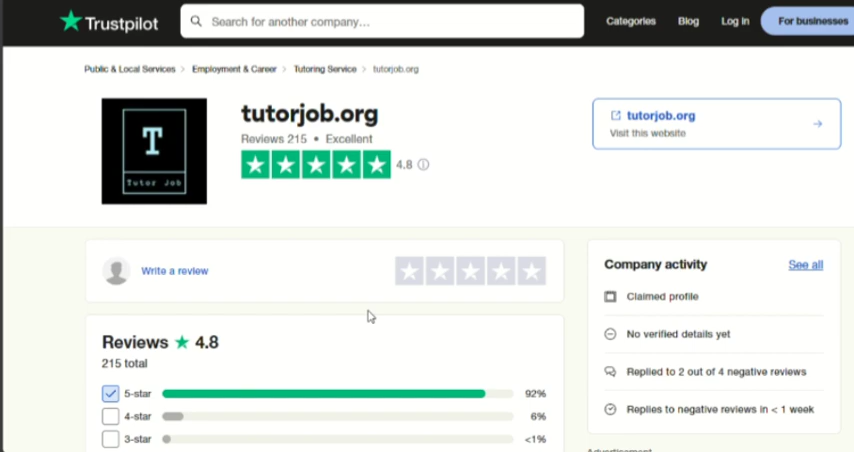 Trustpilot
Search for another company...
Categories
Blog
Log in
For businesses
Public & Local Services > Employment & Career > Tutoring Service > tutorjob.org
T
Tutor Job
tutorjob.org
Reviews 215 • Excellent
4.8
tutorjob.org
Visit this website
Write a review
Reviews 4.8
215 total
5-star 92%
4-star 6%
3-star <1%
Company activity
See all
Claimed profile
No verified details yet
Replied to 2 out of 4 negative reviews
Replies to negative reviews in < 1 week
Advertisement